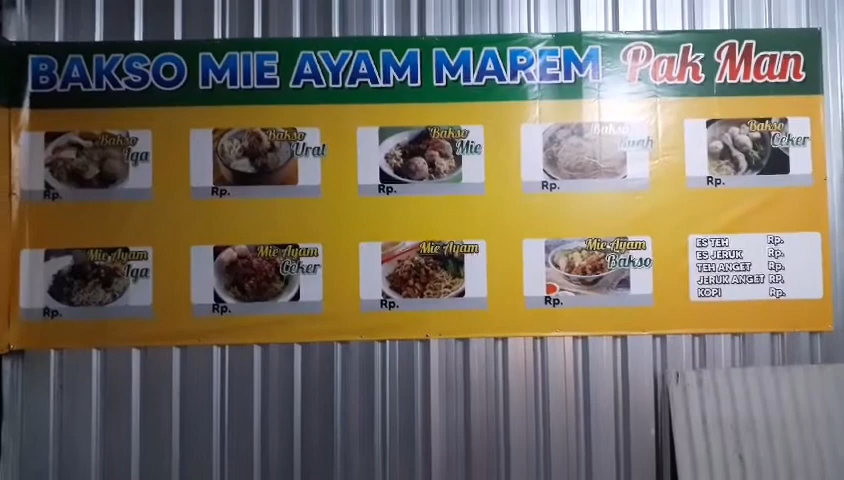 BAKSO MIE AYAM MAREM Pak Man
Bakso Iga
Rp.
Bakso Urat
Rp.
Bakso Mie
Rp.
Bakso Kuah
Rp.
Bakso Ceker
Rp.
Mie Ayam Iga
Rp.
Mie Ayam Ceker
Rp.
Mie Ayam
Rp.
Mie Ayam Bakso
Rp.
ES TEH Rp.
ES JERUK Rp.
TEH ANGET Rp.
JERUK ANGET RP.
KOPI Rp.